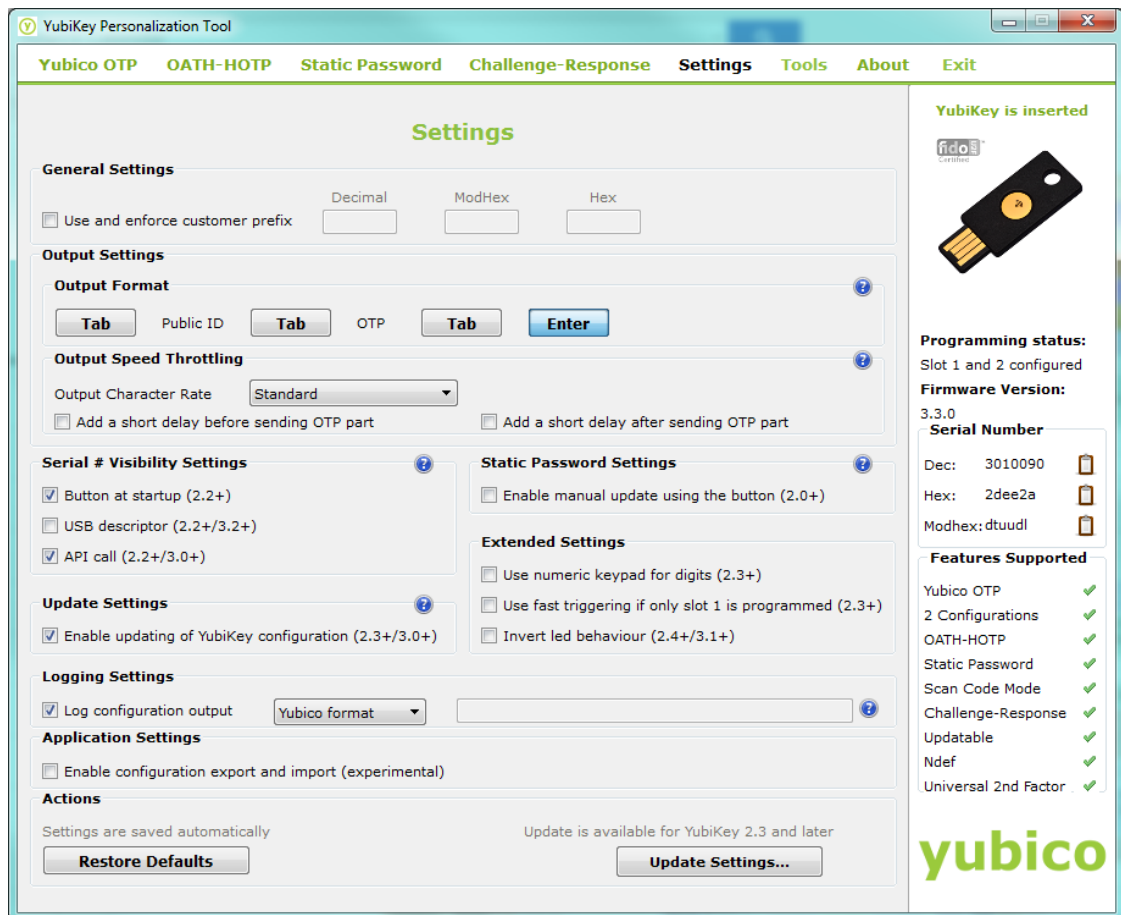 YubiKey Personalization Tool
Yubico OTP OATH-HOTP Static Password Challenge-Response Settings Tools About Exit
Settings
General Settings
Decimal ModHex Hex
Use and enforce customer prefix
Output Settings
Output Format
Tab Public ID Tab OTP Tab Enter
Output Speed Throttling
Output Character Rate Standard
Add a short delay before sending OTP part Add a short delay after sending OTP part
Serial # Visibility Settings
Button at startup (2.2+)
USB descriptor (2.2+/3.2+)
API call (2.2+/3.0+)
Static Password Settings
Enable manual update using the button (2.0+)
Update Settings
Enable updating of YubiKey configuration (2.3+/3.0+)
Extended Settings
Use numeric keypad for digits (2.3+)
Use fast triggering if only slot 1 is programmed (2.3+)
Invert led behaviour (2.4+/3.1+)
Logging Settings
Log configuration output Yubico format
Application Settings
Enable configuration export and import (experimental)
Actions
Settings are saved automatically Update is available for YubiKey 2.3 and later
Restore Defaults Update Settings...
YubiKey is inserted
fido
Certified
Programming status:
Slot 1 and 2 configured
Firmware Version:
3.3.0
Serial Number
Dec: 3010090
Hex: 2dee2a
Modhex: dtuudl
Features Supported
Yubico OTP
2 Configurations
OATH-HOTP
Static Password
Scan Code Mode
Challenge-Response
Updatable
Ndef
Universal 2nd Factor
yubico